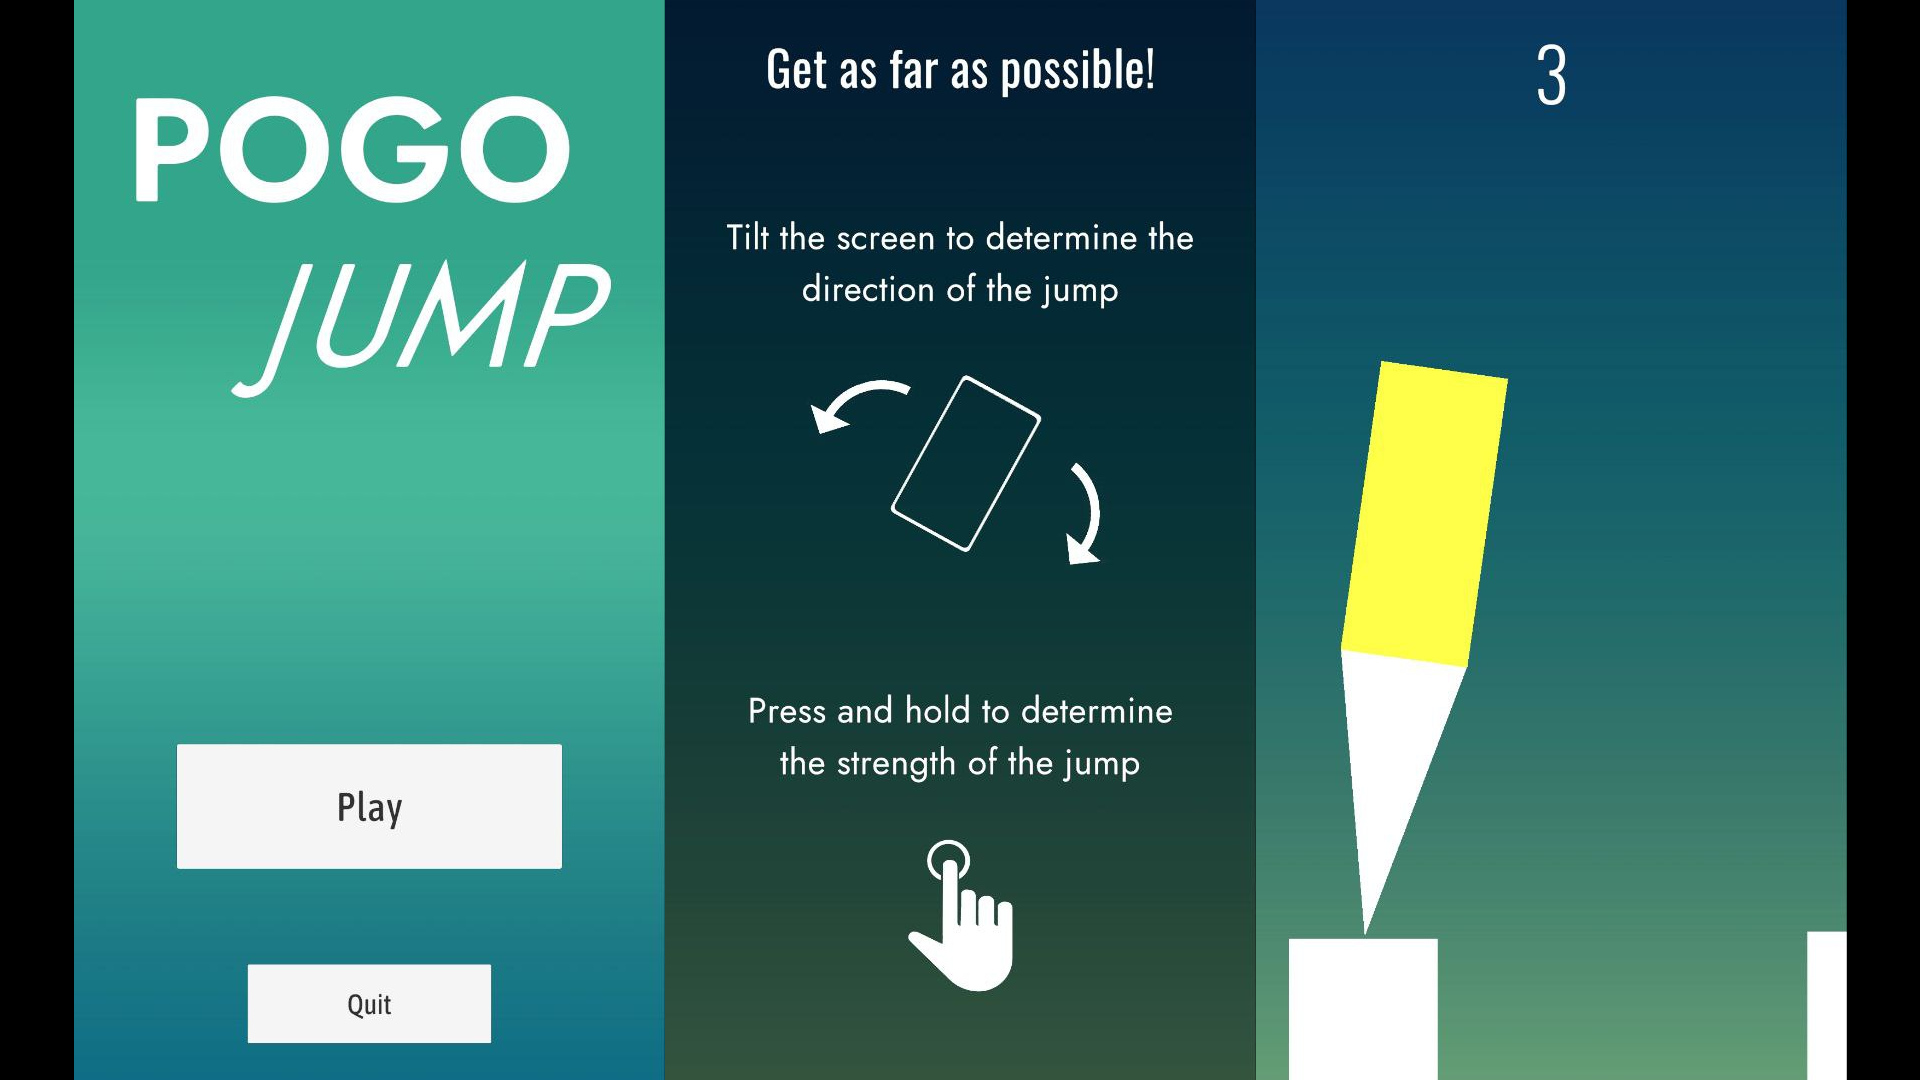 POGO
JUMP
Play
Quit
Get as far as possible!
Tilt the screen to determine the
direction of the jump
Press and hold to determine
the strength of the jump
3